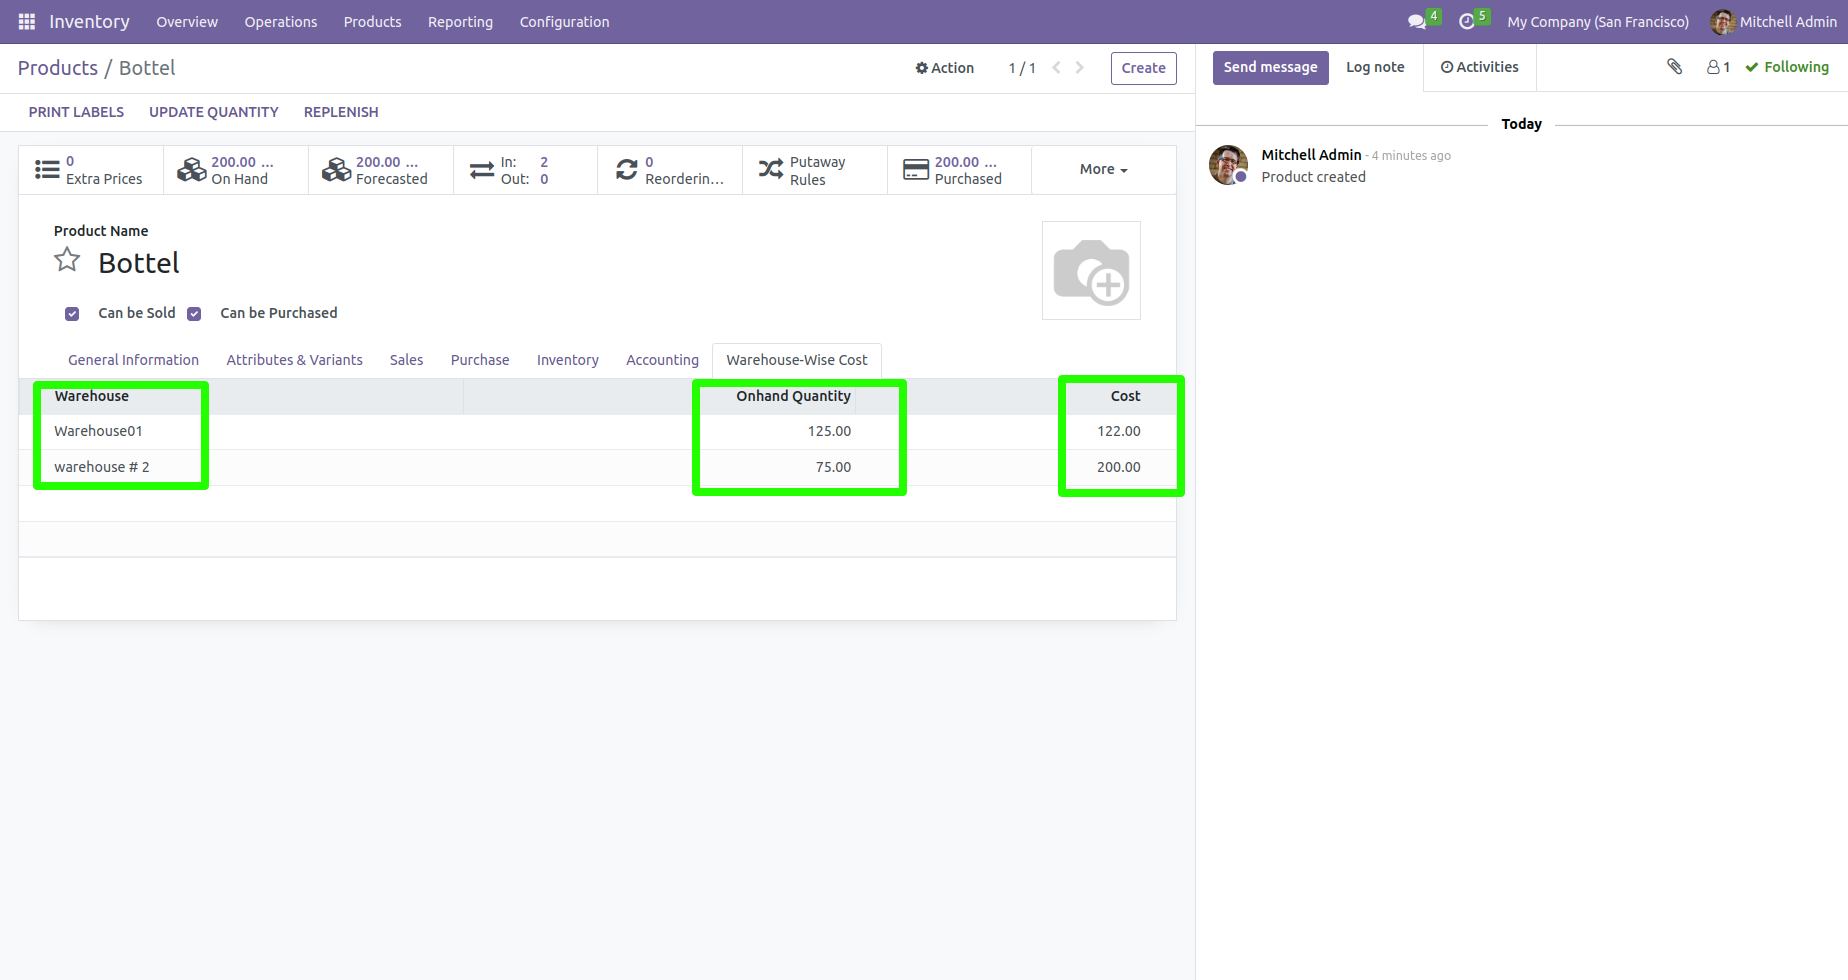 Inventory Overview Operations Products Reporting Configuration 4 5 My Company (San Francisco) Mitchell Admin
Products / Bottel Action 1 / 1 Create
Send message Log note Activities 1 Following
PRINT LABELS UPDATE QUANTITY REPLENISH
0
Extra Prices
200.00 ...
On Hand
200.00 ...
Forecasted
In: 2
Out: 0
0
Reorderin...
Putaway
Rules
200.00 ...
Purchased
More
Product Name
Bottel
Can be Sold Can be Purchased
General Information Attributes & Variants Sales Purchase Inventory Accounting Warehouse-Wise Cost
Warehouse Onhand Quantity Cost
Warehouse01 125.00 122.00
warehouse # 2 75.00 200.00
Today
Mitchell Admin - 4 minutes ago
Product created